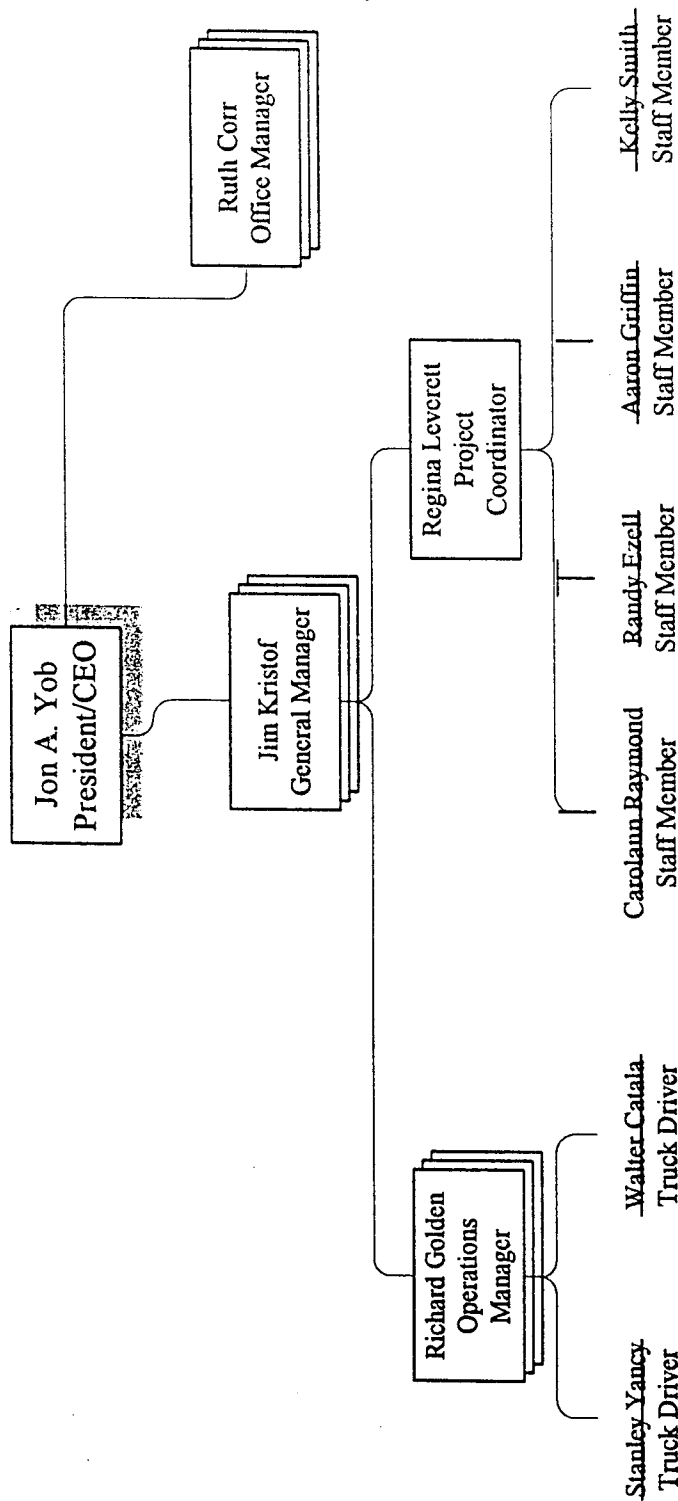 Jon A. Yob
President/CEO
Ruth Corr
Office Manager
Jim Kristof
General Manager
Richard Golden
Operations
Manager
Regina Leverett
Project
Coordinator
Stanley Yancy
Truck Driver
Walter Catala
Truck Driver
Carolann Raymond
Staff Member
Randy Ezell
Staff Member
Aaron Griffin
Staff Member
Kelly Smith
Staff Member